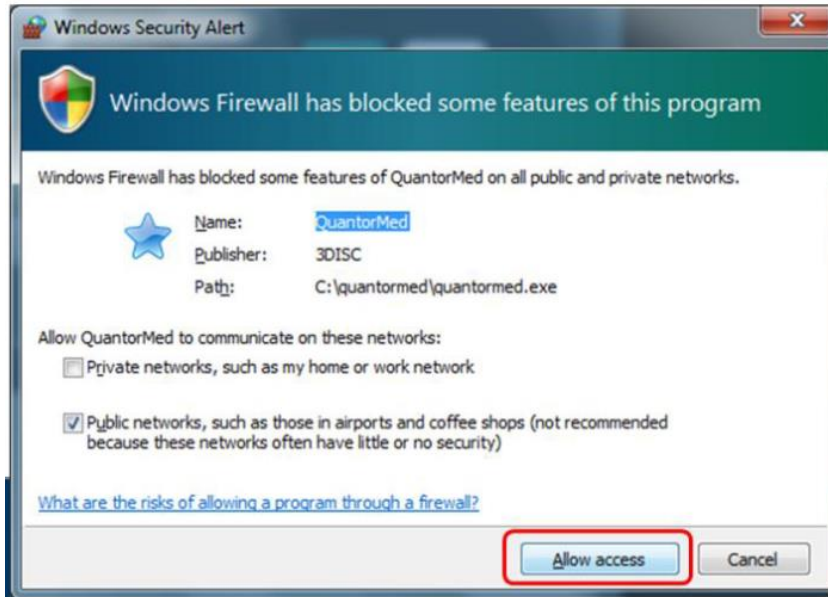 Windows Security Alert
Windows Firewall has blocked some features of this program
Windows Firewall has blocked some features of QuantorMed on all public and private networks.
Name: QuantorMed
Publisher: 3DISC
Path: C:\quantormed\quantormed.exe
Allow QuantorMed to communicate on these networks:
Private networks, such as my home or work network
Public networks, such as those in airports and coffee shops (not recommended
because these networks often have little or no security)
What are the risks of allowing a program through a firewall?
Allow access Cancel